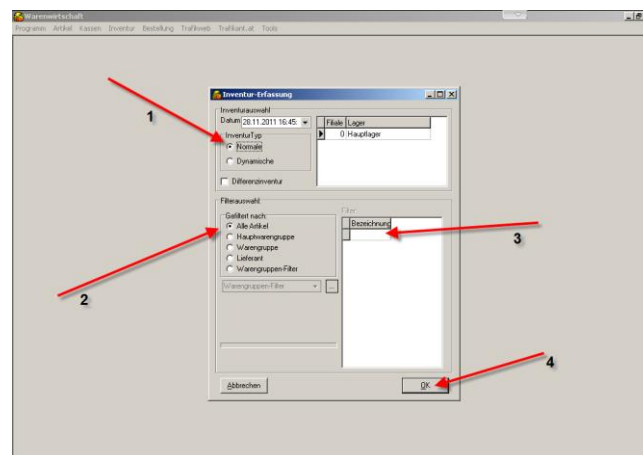 Warenwirtschaft
Programm Artikel Kassen Inventur Bestellung Trafikweb Trafikant.at Tools
Inventur-Erfassung
Inventurauswahl
Datum 28.11.2011 16:45:
InventurTyp
Normale
Dynamische
Differenzinventur
Filiale Lager
0 Hauptlager
Filterauswahl:
Gefiltert nach:
Alle Artikel
Hauptwarengruppe
Warengruppe
Lieferant
Warengruppen-Filter
Warengruppen-Filter
...
Filter
Bezeichnung
Abbrechen
OK
1
2
3
4